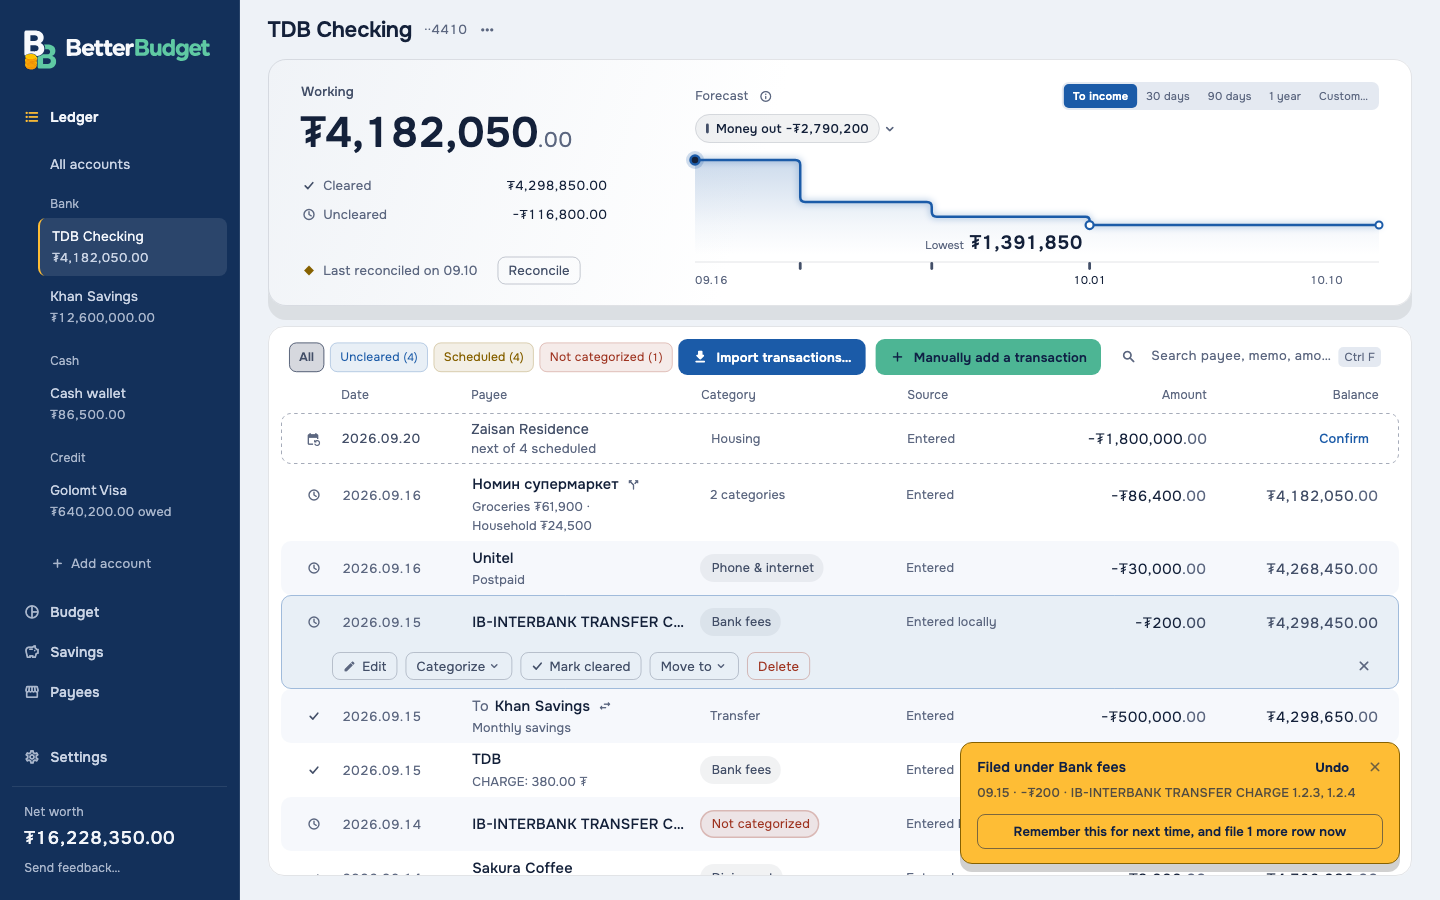 BetterBudget
Ledger
All accounts
Bank
TDB Checking
₮4,182,050.00
Khan Savings
₮12,600,000.00
Cash
Cash wallet
₮86,500.00
Credit
Golomt Visa
₮640,200.00 owed
+ Add account
Budget
Savings
Payees
Settings
Net worth
₮16,228,350.00
Send feedback...
TDB Checking ··4410
Working
₮4,182,050.00
Cleared ₮4,298,850.00
Uncleared -₮116,800.00
Last reconciled on 09.10 Reconcile
Forecast
To income 30 days 90 days 1 year Custom...
Money out -₮2,790,200
Lowest ₮1,391,850
09.16 10.01 10.10
All Uncleared (4) Scheduled (4) Not categorized (1) Import transactions... + Manually add a transaction Search payee, memo, amo... Ctrl F
Date Payee Category Source Amount Balance
2026.09.20 Zaisan Residence Housing Entered -₮1,800,000.00 Confirm
next of 4 scheduled
2026.09.16 Номин супермаркет 2 categories Entered -₮86,400.00 ₮4,182,050.00
Groceries ₮61,900 ·
Household ₮24,500
2026.09.16 Unitel Phone & internet Entered -₮30,000.00 ₮4,268,450.00
Postpaid
2026.09.15 IB-INTERBANK TRANSFER C... Bank fees Entered locally -₮200.00 ₮4,298,450.00
Edit Categorize Mark cleared Move to Delete
2026.09.15 To Khan Savings Transfer Entered -₮500,000.00 ₮4,298,650.00
Monthly savings
2026.09.15 TDB Bank fees Entered
CHARGE: 380.00 ₮
2026.09.14 IB-INTERBANK TRANSFER C... Not categorized Entered
Sakura Coffee
Filed under Bank fees Undo
09.15 · -₮200 · IB-INTERBANK TRANSFER CHARGE 1.2.3, 1.2.4
Remember this for next time, and file 1 more row now